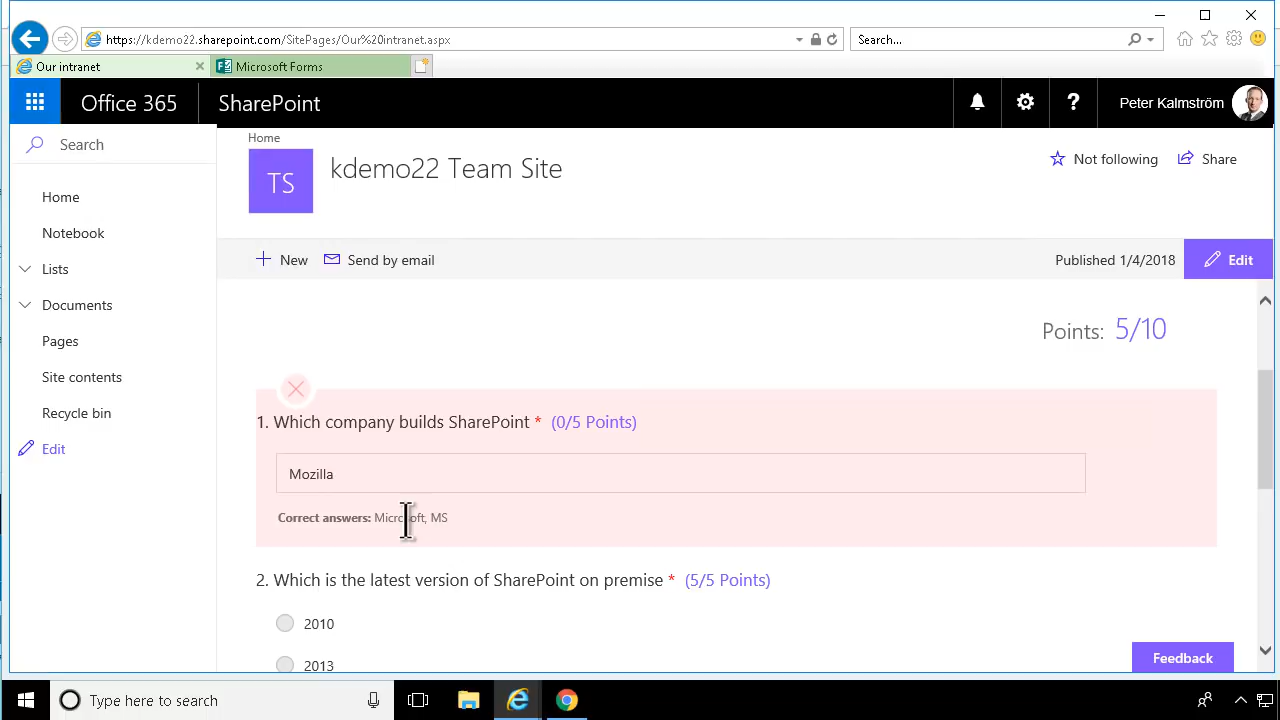 https://kdemo22.sharepoint.com/SitePages/Our%20intranet.aspx
Search...
Our intranet
Microsoft Forms
Office 365
SharePoint
Peter Kalmström
Search
Home
Notebook
Lists
Documents
Pages
Site contents
Recycle bin
Edit
Home
TS
kdemo22 Team Site
Not following
Share
New
Send by email
Published 1/4/2018
Edit
Points: 5/10
1. Which company builds SharePoint * (0/5 Points)
Mozilla
Correct answers: Microsoft, MS
2. Which is the latest version of SharePoint on premise * (5/5 Points)
2010
2013
Feedback
Type here to search